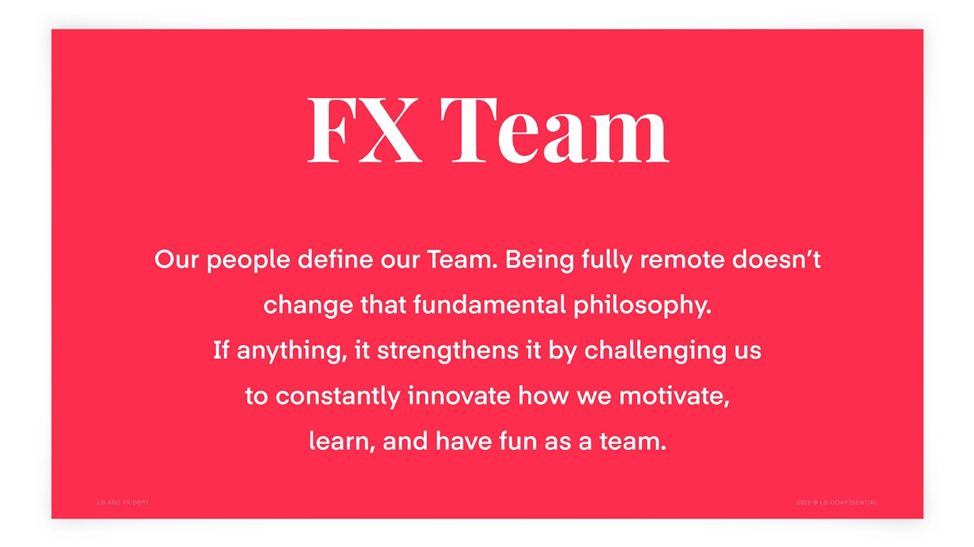 FX Team
Our people define our Team. Being fully remote doesn’t
change that fundamental philosophy.
If anything, it strengthens it by challenging us
to constantly innovate how we motivate,
learn, and have fun as a team.
LG ARC FX DEPT.
2020 © LG CONFIDENTIAL